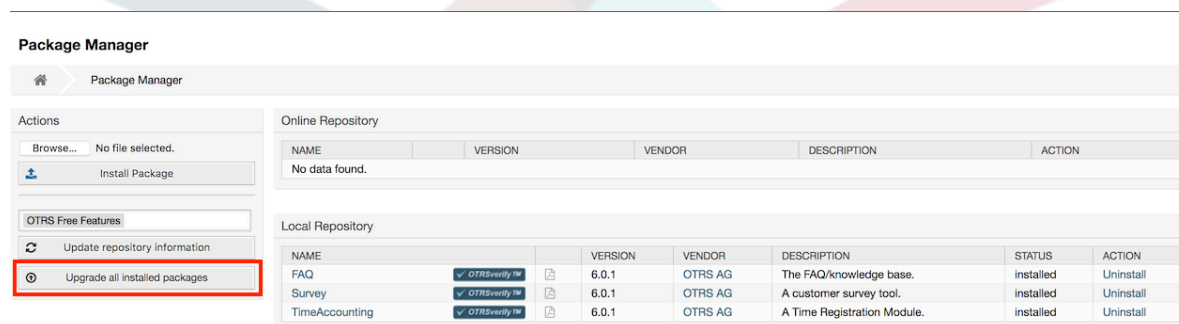 Package Manager
Package Manager
Actions
Browse... No file selected.
Install Package
OTRS Free Features
Update repository information
Upgrade all installed packages
Online Repository
NAME VERSION VENDOR DESCRIPTION ACTION
No data found.
Local Repository
NAME VERSION VENDOR DESCRIPTION STATUS ACTION
FAQ OTRSverify™ 6.0.1 OTRS AG The FAQ/knowledge base. installed Uninstall
Survey OTRSverify™ 6.0.1 OTRS AG A customer survey tool. installed Uninstall
TimeAccounting OTRSverify™ 6.0.1 OTRS AG A Time Registration Module. installed Uninstall